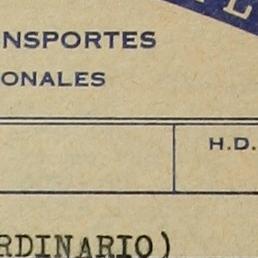 NSPORTES
ONALES
H.D.
RDINARIO)